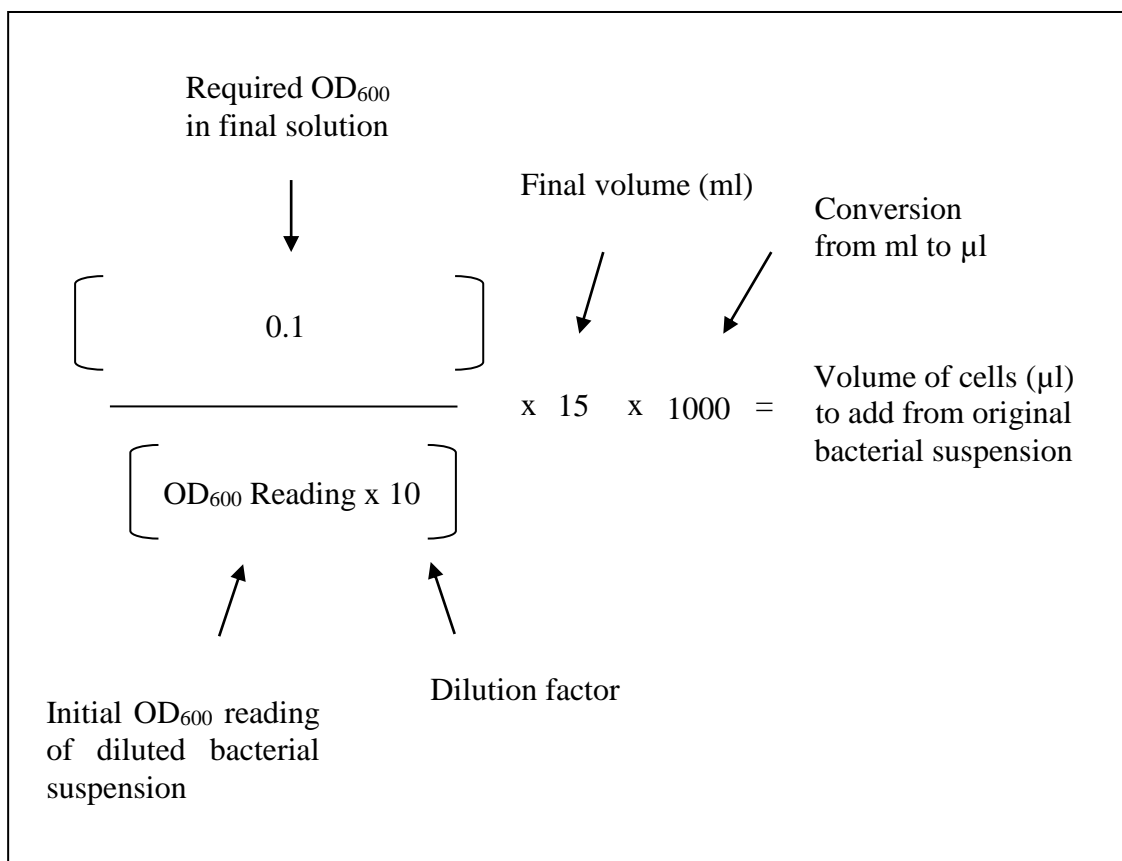 Required OD₆₀₀
in final solution
Final volume (ml)
Conversion
from ml to µl
0.1
x 15 x 1000 =
Volume of cells (µl)
to add from original
bacterial suspension
OD₆₀₀ Reading x 10
Dilution factor
Initial OD₆₀₀ reading
of diluted bacterial
suspension